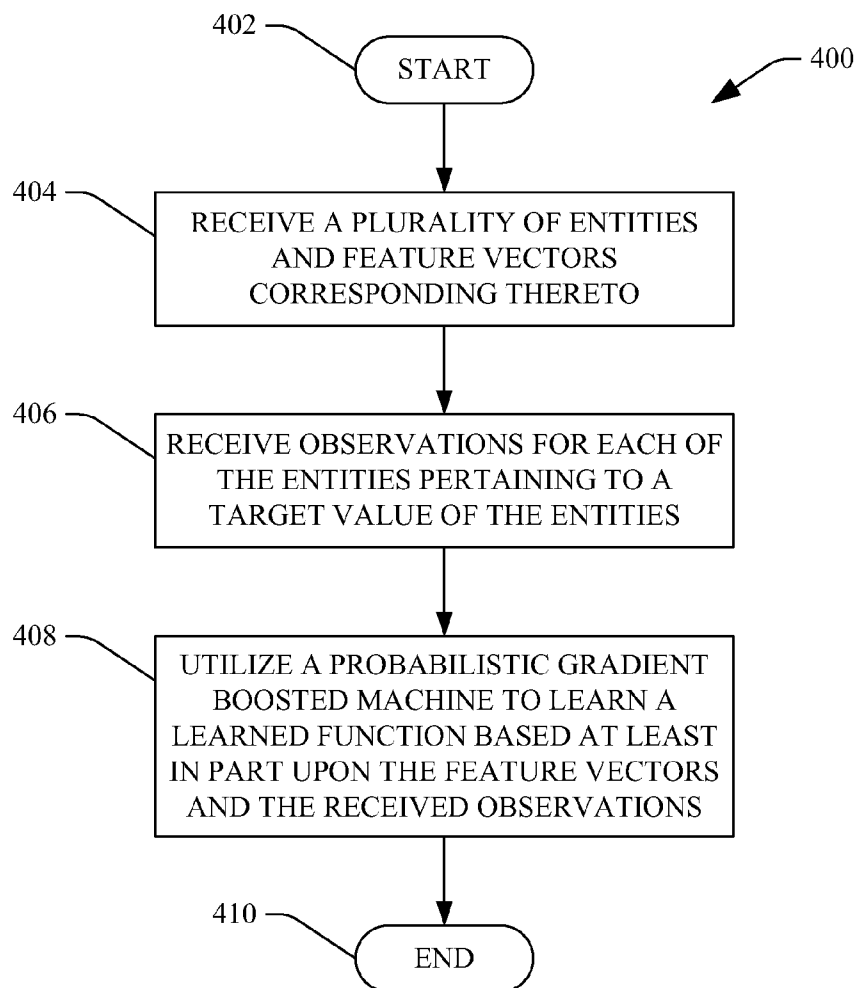 402
START
400
404
RECEIVE A PLURALITY OF ENTITIES
AND FEATURE VECTORS
CORRESPONDING THERETO
406
RECEIVE OBSERVATIONS FOR EACH OF
THE ENTITIES PERTAINING TO A
TARGET VALUE OF THE ENTITIES
408
UTILIZE A PROBABILISTIC GRADIENT
BOOSTED MACHINE TO LEARN A
LEARNED FUNCTION BASED AT LEAST
IN PART UPON THE FEATURE VECTORS
AND THE RECEIVED OBSERVATIONS
410
END